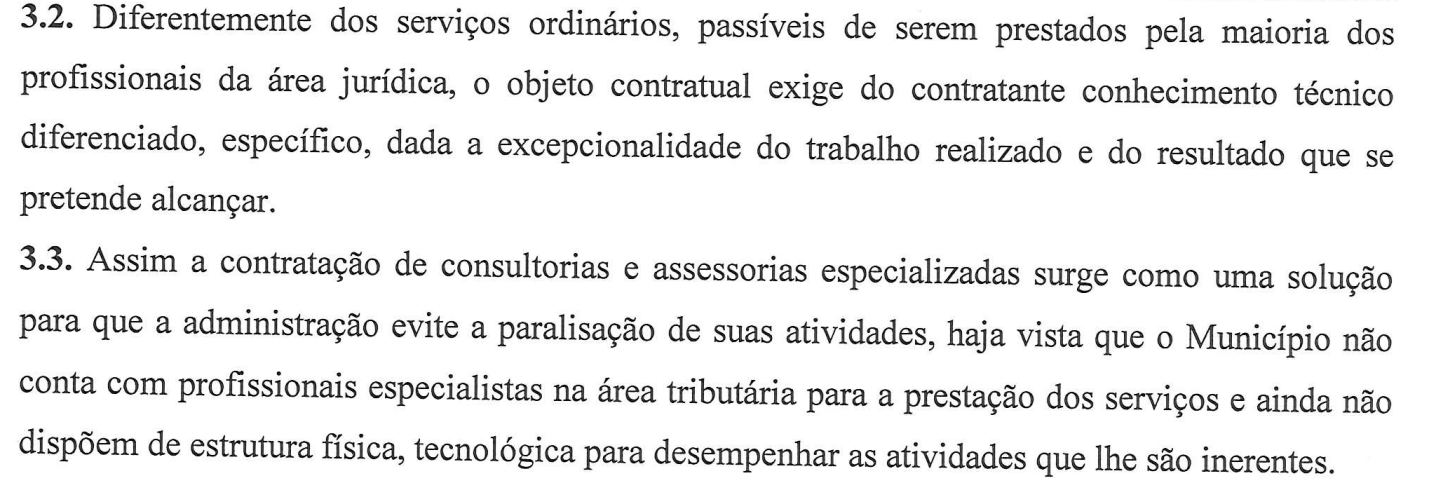 3.2. Diferentemente dos serviços ordinários, passíveis de serem prestados pela maioria dos
profissionais da área jurídica, o objeto contratual exige do contratante conhecimento técnico
diferenciado, específico, dada a excepcionalidade do trabalho realizado e do resultado que se
pretende alcançar.
3.3. Assim a contratação de consultorias e assessorias especializadas surge como uma solução
para que a administração evite a paralisação de suas atividades, haja vista que o Município não
conta com profissionais especialistas na área tributária para a prestação dos serviços e ainda não
dispõem de estrutura física, tecnológica para desempenhar as atividades que lhe são inerentes.